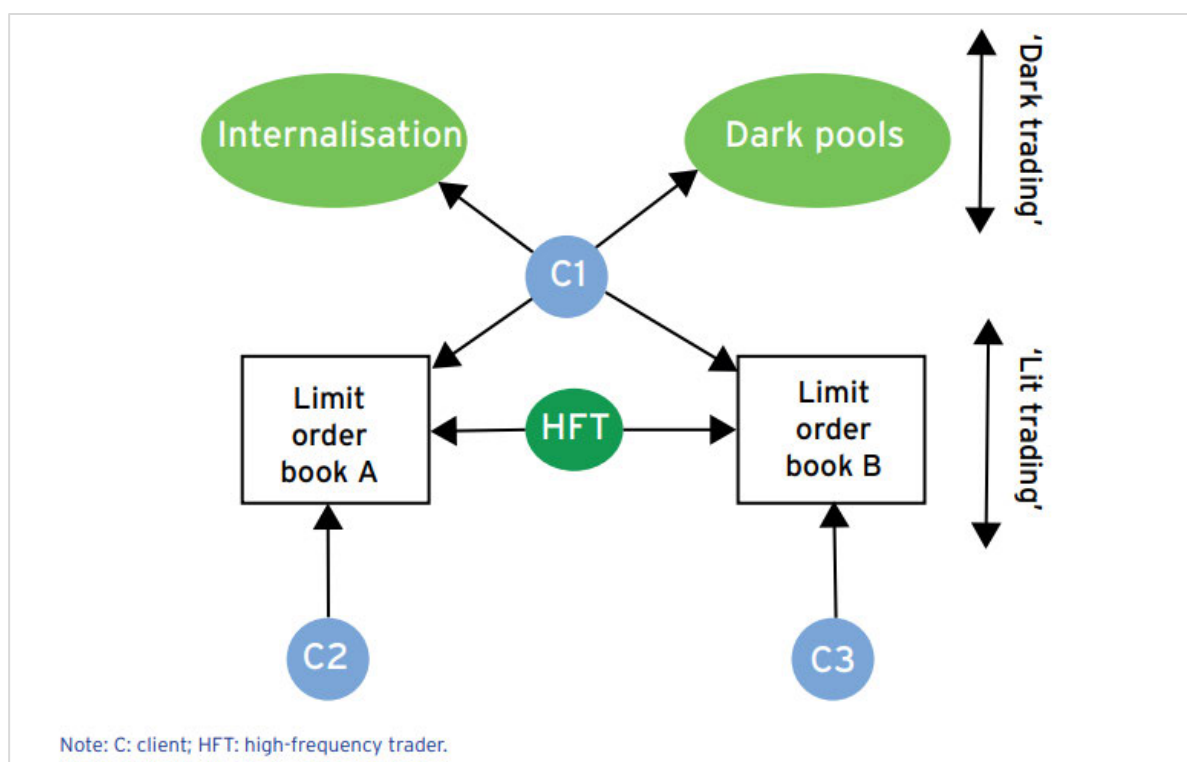 Internalisation
Dark pools
'Dark trading'
C1
Limit
order
book A
HFT
Limit
order
book B
'Lit trading'
C2
C3
Note: C: client; HFT: high-frequency trader.